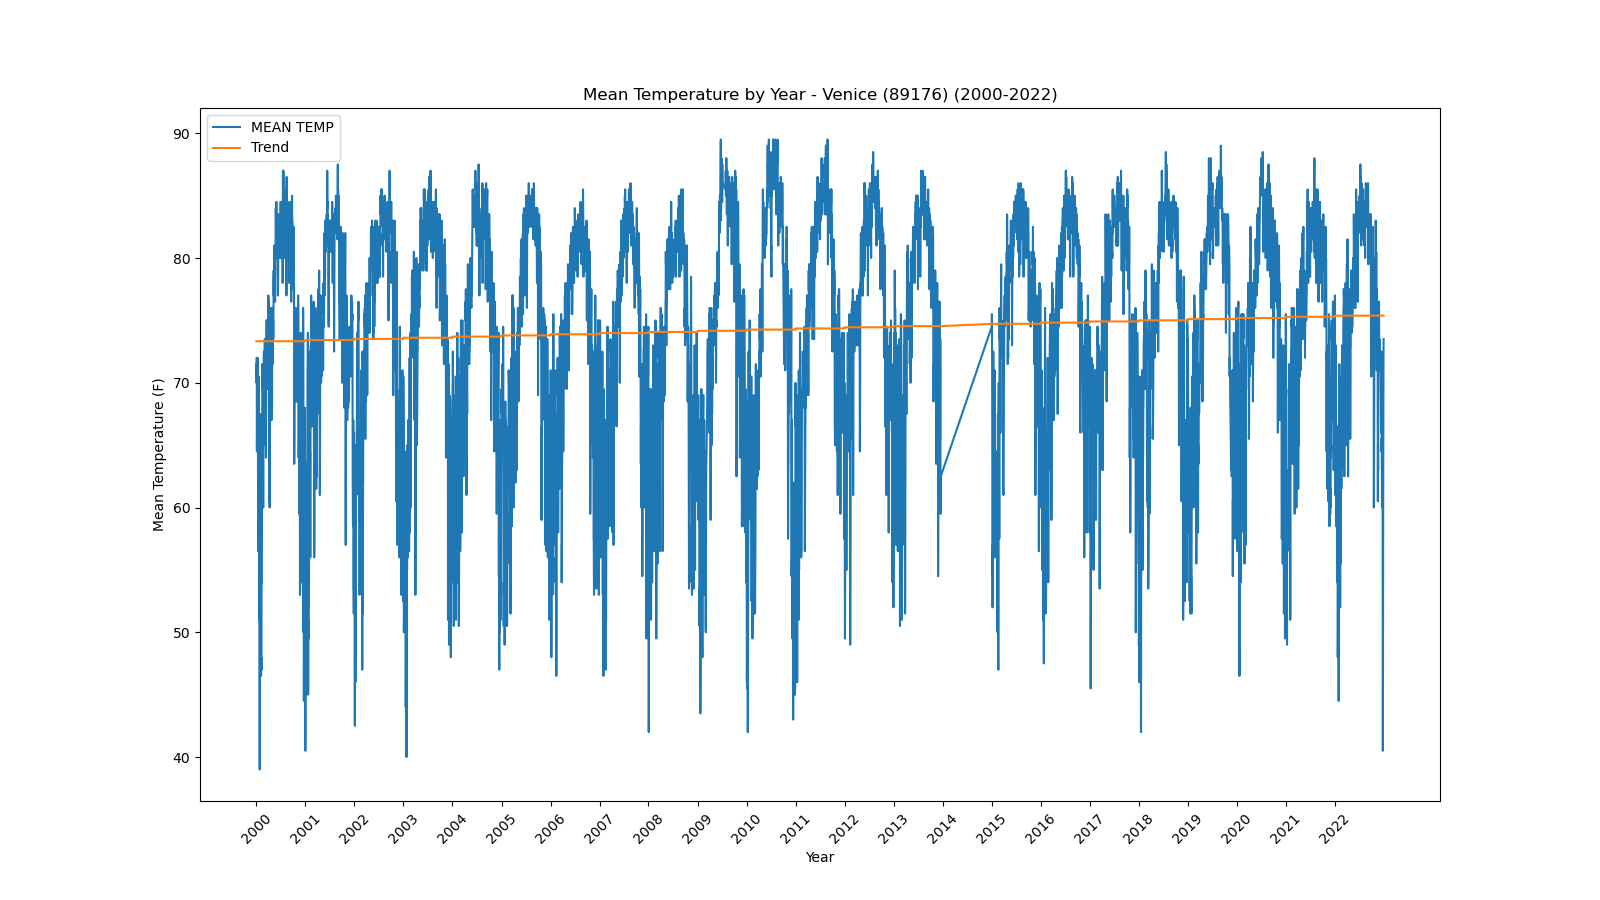 Mean Temperature by Year - Venice (89176) (2000-2022)
MEAN TEMP
Trend
90
80
70
60
50
40
Mean Temperature (F)
2000 2001 2002 2003 2004 2005 2006 2007 2008 2009 2010 2011 2012 2013 2014 2015 2016 2017 2018 2019 2020 2021 2022
Year